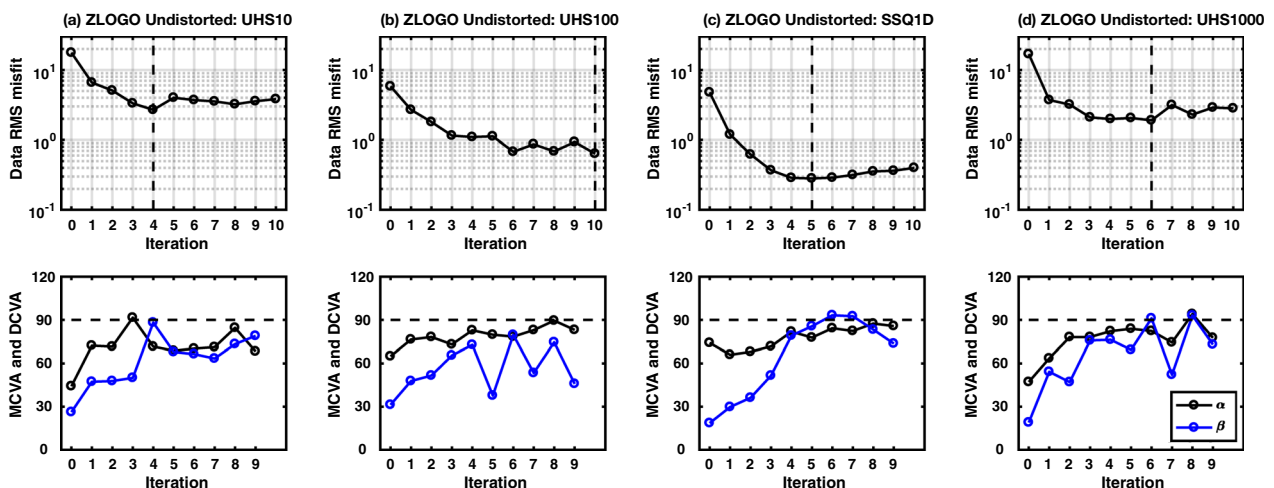 (a) ZLOGO Undistorted: UHS10
(b) ZLOGO Undistorted: UHS100
(c) ZLOGO Undistorted: SSQ1D
(d) ZLOGO Undistorted: UHS1000
Data RMS misfit
10^1
10^0
10^-1
0 1 2 3 4 5 6 7 8 9 10
Iteration
Data RMS misfit
10^1
10^0
10^-1
0 1 2 3 4 5 6 7 8 9 10
Iteration
Data RMS misfit
10^1
10^0
10^-1
0 1 2 3 4 5 6 7 8 9 10
Iteration
Data RMS misfit
10^1
10^0
10^-1
0 1 2 3 4 5 6 7 8 9 10
Iteration
MCVA and DCVA
120
90
60
30
0
0 1 2 3 4 5 6 7 8 9
Iteration
MCVA and DCVA
120
90
60
30
0
0 1 2 3 4 5 6 7 8 9
Iteration
MCVA and DCVA
120
90
60
30
0
0 1 2 3 4 5 6 7 8 9
Iteration
MCVA and DCVA
120
90
60
30
0
0 1 2 3 4 5 6 7 8 9
Iteration
α
β